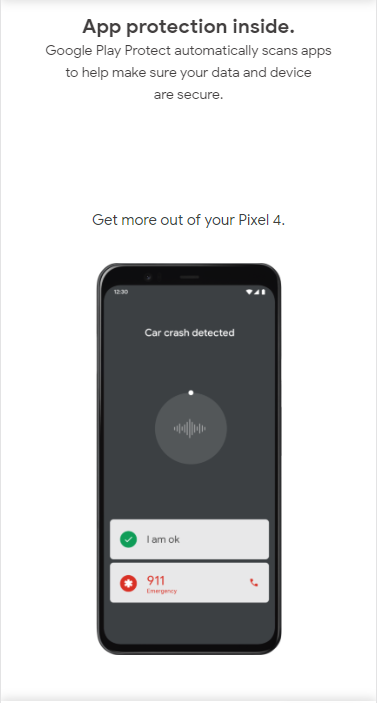 App protection inside.
Google Play Protect automatically scans apps
to help make sure your data and device
are secure.
Get more out of your Pixel 4.
12:30
Car crash detected
I am ok
911
Emergency